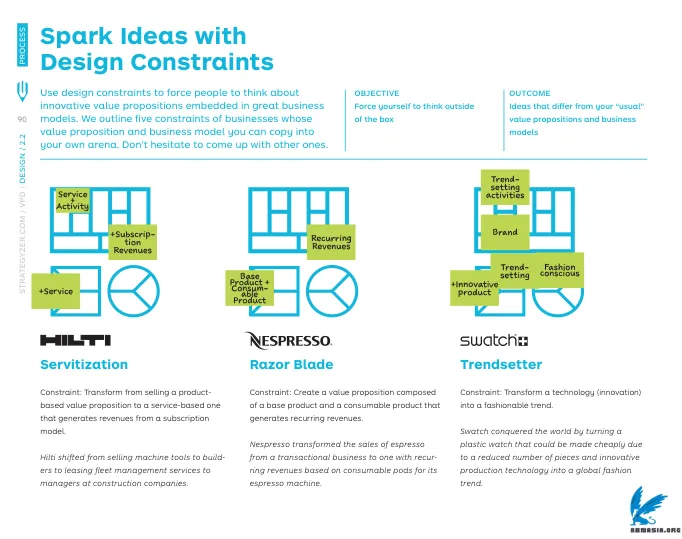 PROCESS
90
STRATEGYZER.COM / VPD / DESIGN / 2.2
Spark Ideas with
Design Constraints
Use design constraints to force people to think about
innovative value propositions embedded in great business
models. We outline five constraints of businesses whose
value proposition and business model you can copy into
your own arena. Don’t hesitate to come up with other ones.
OBJECTIVE
Force yourself to think outside
of the box
OUTCOME
Ideas that differ from your “usual”
value propositions and business
models
Service
+
Activity
+Subscrip-
tion
Revenues
+Service
HILTI
Servitization
Constraint: Transform from selling a product-
based value proposition to a service-based one
that generates revenues from a subscription
model.
Hilti shifted from selling machine tools to build-
ers to leasing fleet management services to
managers at construction companies.
Recurring
Revenues
Base
Product +
Consum-
able
Product
NESPRESSO.
Razor Blade
Constraint: Create a value proposition composed
of a base product and a consumable product that
generates recurring revenues.
Nespresso transformed the sales of espresso
from a transactional business to one with recur-
ring revenues based on consumable pods for its
espresso machine.
Trend-
setting
activities
Brand
Trend-
setting
Fashion
conscious
+Innovative
product
swatch
Trendsetter
Constraint: Transform a technology (innovation)
into a fashionable trend.
Swatch conquered the world by turning a
plastic watch that could be made cheaply due
to a reduced number of pieces and innovative
production technology into a global fashion
trend.
ARMASIA.ORG